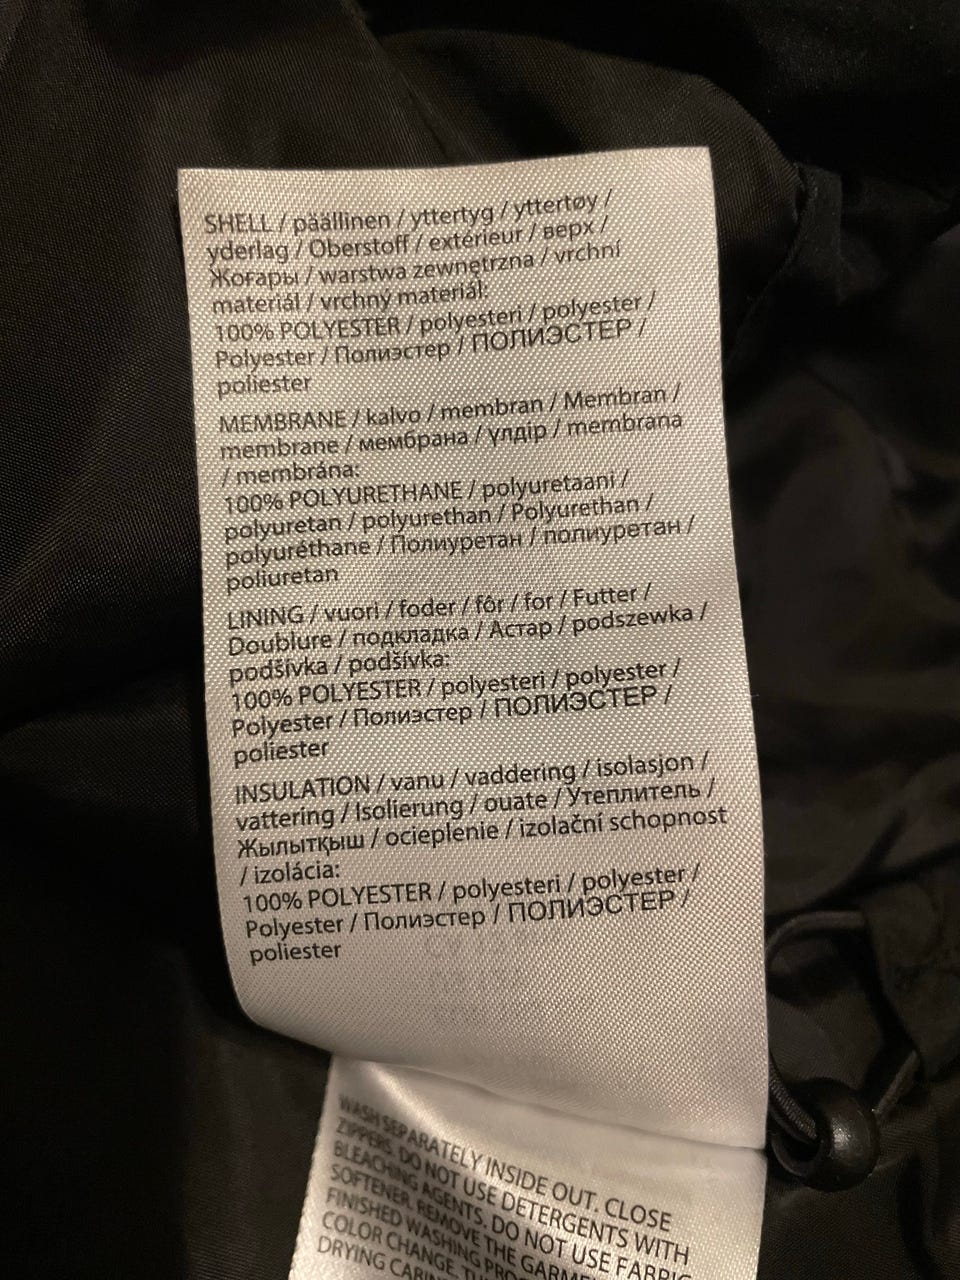 SHELL / päällinen / yttertyg / yttertøy /
yderlag / Oberstoff / extérieur / верх /
Жоғары / warstwa zewnętrzna / vrchní
materiál / vrchný materiál:
100% POLYESTER / polyesteri / polyester /
Polyester / Полиэстер / ПОЛИЭСТЕР /
poliester
MEMBRANE / kalvo / membran / Membran /
membrane / мембрана / үлдір / membrana
/ membrána:
100% POLYURETHANE / polyuretaani /
polyuretan / polyurethan / Polyurethan /
polyuréthane / Полиуретан / полиуретан /
poliuretan
LINING / vuori / foder / fôr / for / Futter /
Doublure / подкладка / Астар / podszewka /
podšívka / podšívka:
100% POLYESTER / polyesteri / polyester /
Polyester / Полиэстер / ПОЛИЭСТЕР /
poliester
INSULATION / vanu / vaddering / isolasjon /
vattering / Isolierung / ouate / Утеплитель /
Жылытқыш / ocieplenie / izolační schopnost
/ izolácia:
100% POLYESTER / polyesteri / polyester /
Polyester / Полиэстер / ПОЛИЭСТЕР /
poliester
WASH SEPARATELY INSIDE OUT. CLOSE
ZIPPERS. DO NOT USE DETERGENTS WITH
BLEACHING AGENTS. DO NOT USE FABRIC
SOFTENER. REMOVE THE
FINISHED WASHING
COLOR CHANGE.
DRYING